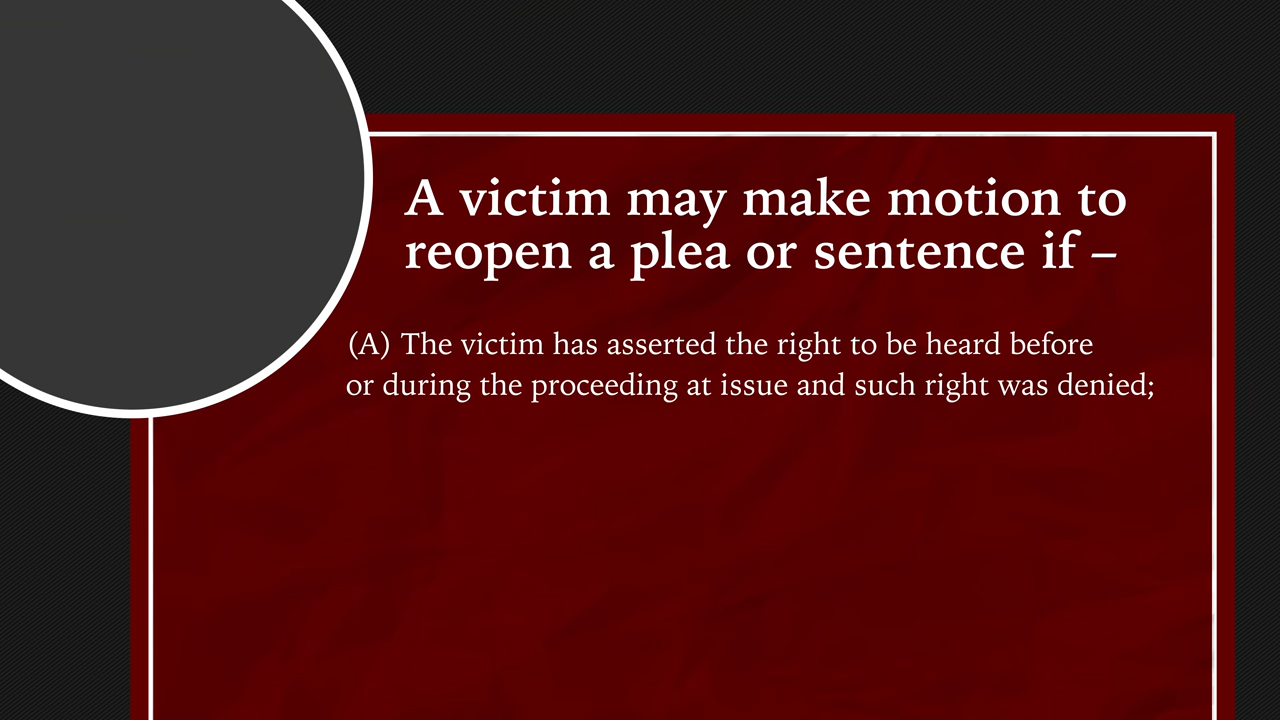 A victim may make motion to
reopen a plea or sentence if –
(A) The victim has asserted the right to be heard before
or during the proceeding at issue and such right was denied;